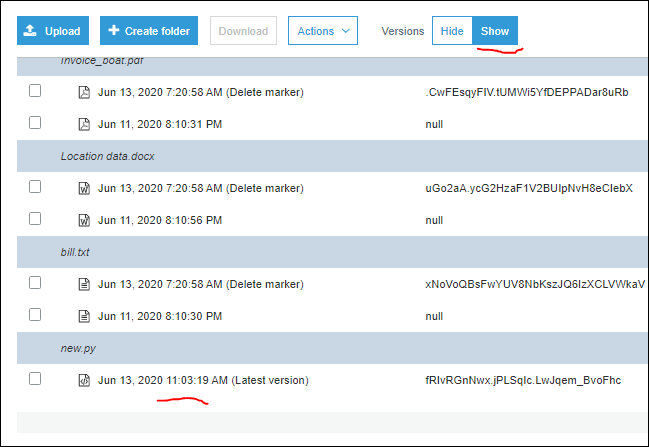 Upload
Create folder
Download
Actions
Versions
Hide
Show
Invoice_boat.pdf
Jun 13, 2020 7:20:58 AM (Delete marker) .CwFEsqyFIV.tUMWi5YfDEPPADar8uRb
Jun 11, 2020 8:10:31 PM null
Location data.docx
Jun 13, 2020 7:20:58 AM (Delete marker) uGo2aA.ycG2HzaF1V2BUIpNvH8eCIebX
Jun 11, 2020 8:10:56 PM null
bill.txt
Jun 13, 2020 7:20:58 AM (Delete marker) xNoVoQBsFwYUV8NbKszJQ6IzXCLVWkaV
Jun 11, 2020 8:10:30 PM null
new.py
Jun 13, 2020 11:03:19 AM (Latest version) fRIvRGnNwx.jPLSqIc.LwJqem_BvoFhc